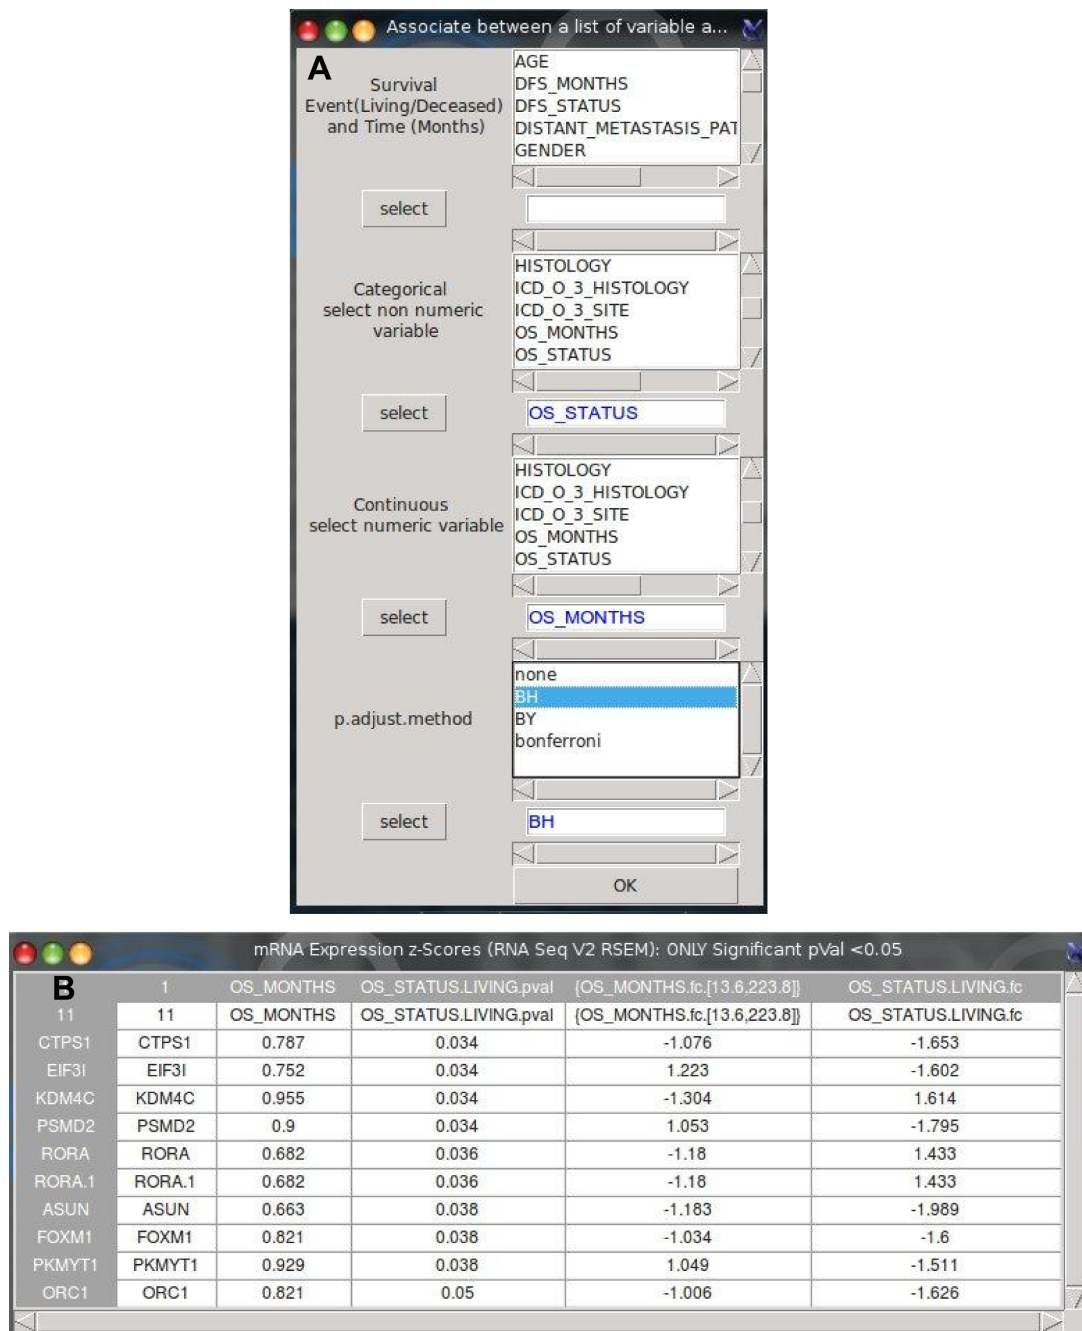 Associate between a list of variable a...
A
Survival
Event(Living/Deceased)
and Time (Months)
AGE
DFS_MONTHS
DFS_STATUS
DISTANT_METASTASIS_PAT
GENDER
select
Categorical
select non numeric
variable
HISTOLOGY
ICD_O_3_HISTOLOGY
ICD_O_3_SITE
OS_MONTHS
OS_STATUS
select OS_STATUS
Continuous
select numeric variable
HISTOLOGY
ICD_O_3_HISTOLOGY
ICD_O_3_SITE
OS_MONTHS
OS_STATUS
select OS_MONTHS
p.adjust.method
none
BH
BY
bonferroni
select BH
OK
mRNA Expression z-Scores (RNA Seq V2 RSEM): ONLY Significant pVal <0.05
B 1 OS_MONTHS OS_STATUS.LIVING.pval {OS_MONTHS.fc.[13.6,223.8]} OS_STATUS.LIVING.fc
11 11 OS_MONTHS OS_STATUS.LIVING.pval {OS_MONTHS.fc.[13.6,223.8]} OS_STATUS.LIVING.fc
CTPS1 CTPS1 0.787 0.034 -1.076 -1.653
EIF3I EIF3I 0.752 0.034 1.223 -1.602
KDM4C KDM4C 0.955 0.034 -1.304 1.614
PSMD2 PSMD2 0.9 0.034 1.053 -1.795
RORA RORA 0.682 0.036 -1.18 1.433
RORA.1 RORA.1 0.682 0.036 -1.18 1.433
ASUN ASUN 0.663 0.038 -1.183 -1.989
FOXM1 FOXM1 0.821 0.038 -1.034 -1.6
PKMYT1 PKMYT1 0.929 0.038 1.049 -1.511
ORC1 ORC1 0.821 0.05 -1.006 -1.626